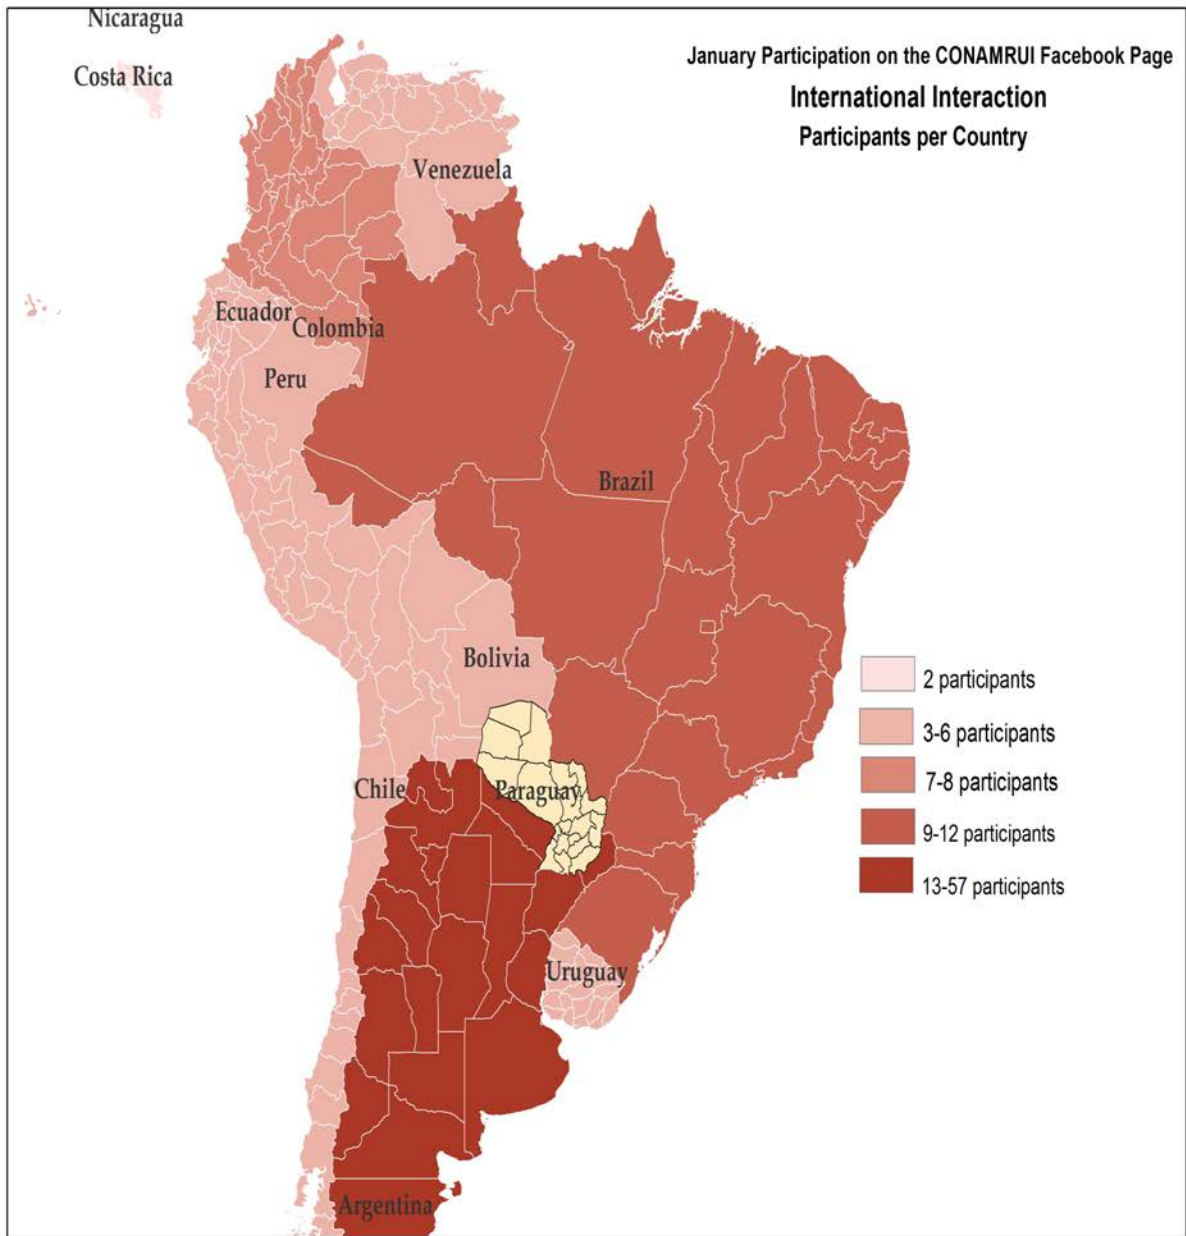 Nicaragua
January Participation on the CONAMRUI Facebook Page
Costa Rica
International Interaction
Participants per Country
Venezuela
Ecuador
Colombia
Peru
Brazil
Bolivia
2 participants
3-6 participants
7-8 participants
Chile
Paraguay
9-12 participants
13-57 participants
Uruguay
Argentina